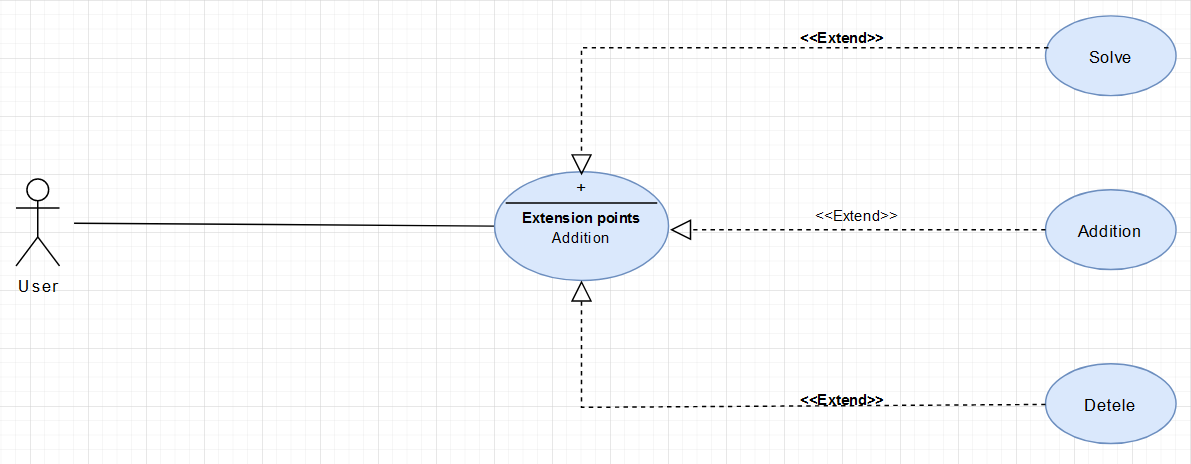 <<Extend>>
Solve
+
Extension points
Addition
<<Extend>>
Addition
User
<<Extend>>
Detele